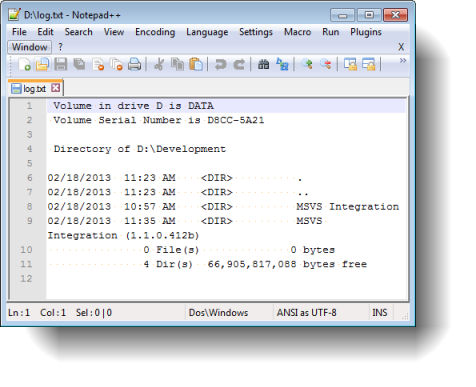 D:\log.txt - Notepad++
File Edit Search View Encoding Language Settings Macro Run Plugins
Window ? X
log.txt
1 Volume in drive D is DATA
2 Volume Serial Number is D8CC-5A21
3
4 Directory of D:\Development
5
6 02/18/2013 11:23 AM <DIR> .
7 02/18/2013 11:23 AM <DIR> ..
8 02/18/2013 10:57 AM <DIR> MSVS Integration
9 02/18/2013 11:35 AM <DIR> MSVS
Integration (1.1.0.412b)
10 0 File(s) 0 bytes
11 4 Dir(s) 66,905,817,088 bytes free
12
Ln:1 Col:1 Sel:0|0 Dos\Windows ANSI as UTF-8 INS